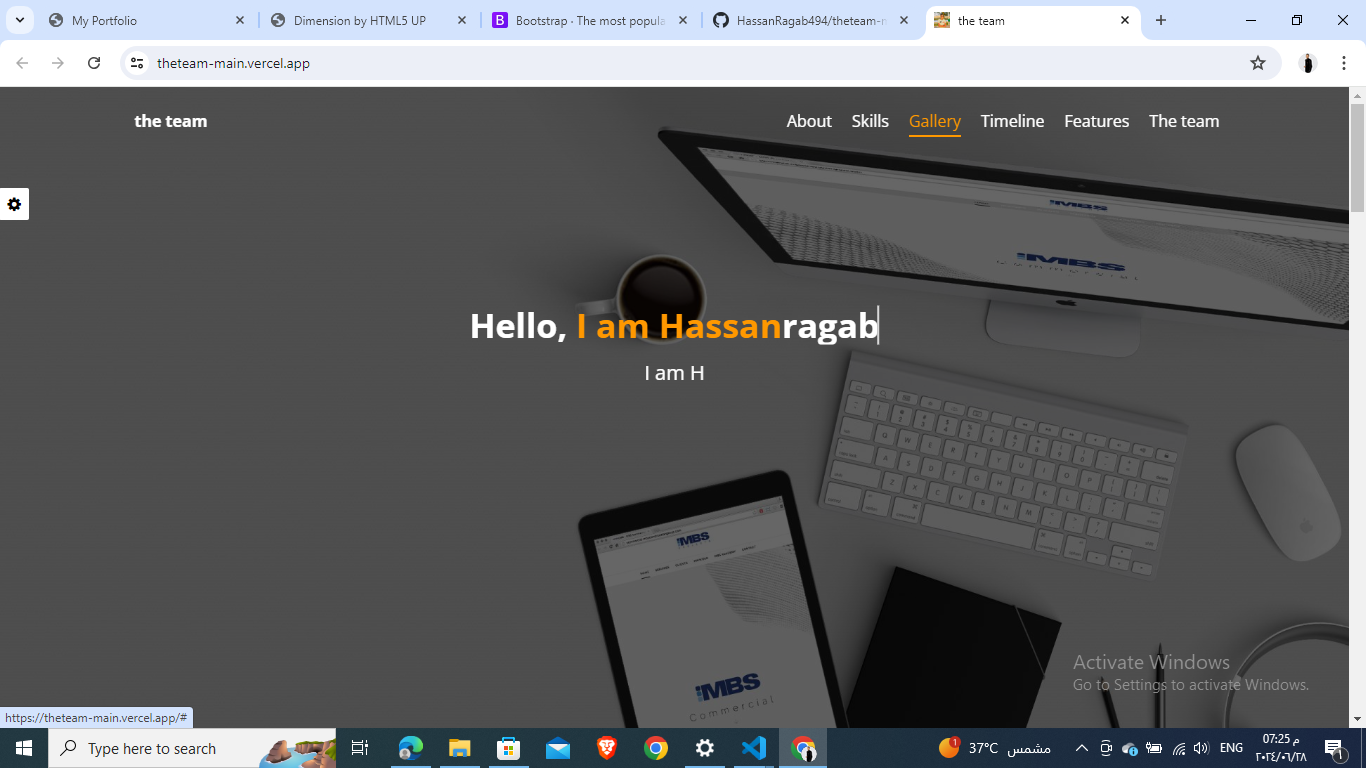 My Portfolio
Dimension by HTML5 UP
Bootstrap · The most popula
HassanRagab494/theteam-m
the team
theteam-main.vercel.app
the team
About
Skills
Gallery
Timeline
Features
The team
iMBS
iMBS
Commercial
Hello, I am Hassanragab
I am H
iMBS
iMBS
Commercial
Activate Windows
Go to Settings to activate Windows.
https://theteam-main.vercel.app/#
Type here to search
1
37°C مشمس
ENG
07:25 م
٢٠٢٤/٠٦/٢٨
1